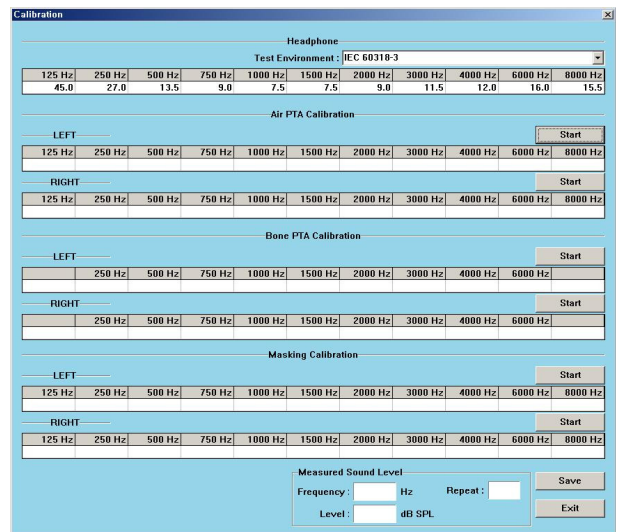 Calibration
Headphone
Test Environment : IEC 60318-3
125 Hz 250 Hz 500 Hz 750 Hz 1000 Hz 1500 Hz 2000 Hz 3000 Hz 4000 Hz 6000 Hz 8000 Hz
45.0 27.0 13.5 9.0 7.5 7.5 9.0 11.5 12.0 16.0 15.5
Air PTA Calibration
LEFT Start
125 Hz 250 Hz 500 Hz 750 Hz 1000 Hz 1500 Hz 2000 Hz 3000 Hz 4000 Hz 6000 Hz 8000 Hz
RIGHT Start
125 Hz 250 Hz 500 Hz 750 Hz 1000 Hz 1500 Hz 2000 Hz 3000 Hz 4000 Hz 6000 Hz 8000 Hz
Bone PTA Calibration
LEFT Start
250 Hz 500 Hz 750 Hz 1000 Hz 1500 Hz 2000 Hz 3000 Hz 4000 Hz 6000 Hz
RIGHT Start
250 Hz 500 Hz 750 Hz 1000 Hz 1500 Hz 2000 Hz 3000 Hz 4000 Hz 6000 Hz
Masking Calibration
LEFT Start
125 Hz 250 Hz 500 Hz 750 Hz 1000 Hz 1500 Hz 2000 Hz 3000 Hz 4000 Hz 6000 Hz 8000 Hz
RIGHT Start
125 Hz 250 Hz 500 Hz 750 Hz 1000 Hz 1500 Hz 2000 Hz 3000 Hz 4000 Hz 6000 Hz 8000 Hz
Measured Sound Level
Frequency : Hz Repeat : Save
Level : dB SPL Exit